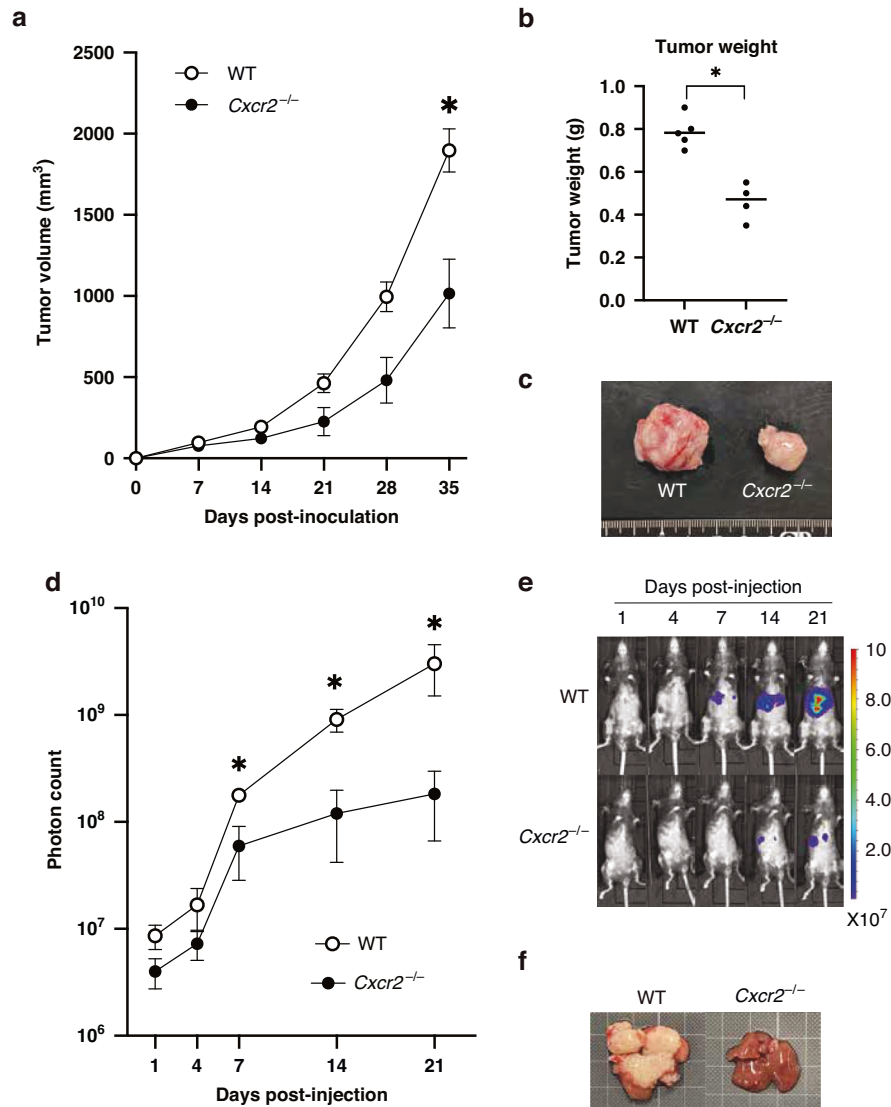 a
2500
2000
1500
1000
500
0
Tumor volume (mm³)
WT
Cxcr2⁻/⁻
*
0 7 14 21 28 35
Days post-inoculation
b
Tumor weight
*
1.0
0.8
0.6
0.4
0.2
0.0
Tumor weight (g)
WT Cxcr2⁻/⁻
c
WT Cxcr2⁻/⁻
d
10¹⁰
10⁹
10⁸
10⁷
10⁶
Photon count
* * *
WT
Cxcr2⁻/⁻
1 4 7 14 21
Days post-injection
e
Days post-injection
1 4 7 14 21
WT
Cxcr2⁻/⁻
10
8.0
6.0
4.0
2.0
X10⁷
f
WT Cxcr2⁻/⁻